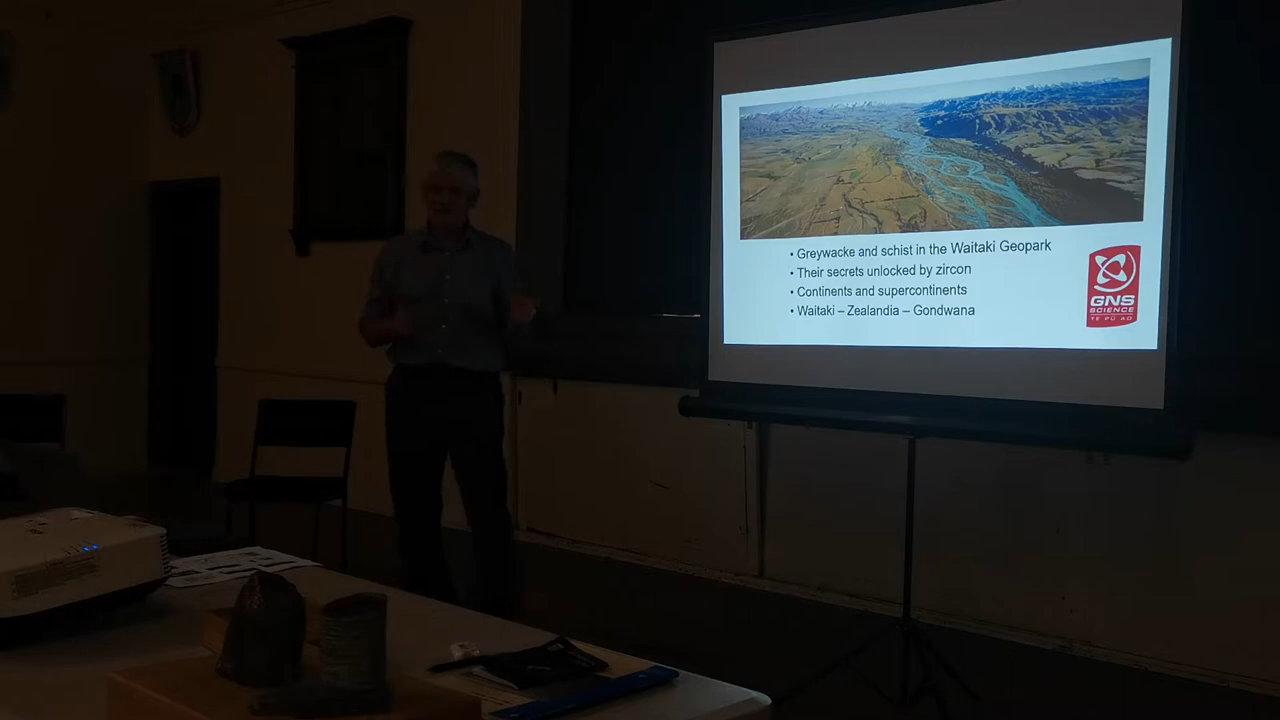 • Greywacke and schist in the Waitaki Geopark
• Their secrets unlocked by zircon
• Continents and supercontinents
• Waitaki – Zealandia – Gondwana
GNS
SCIENCE
TE PŪ AO